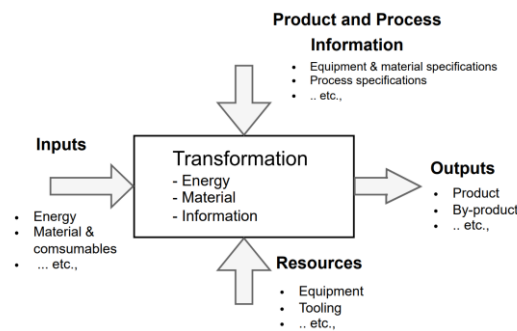 Product and Process
Information
• Equipment & material specifications
• Process specifications
• .. etc.,
Inputs
• Energy
• Material &
comsumables
• ... etc.,
Transformation
- Energy
- Material
- Information
Outputs
• Product
• By-product
• .. etc.,
Resources
• Equipment
• Tooling
• .. etc.,